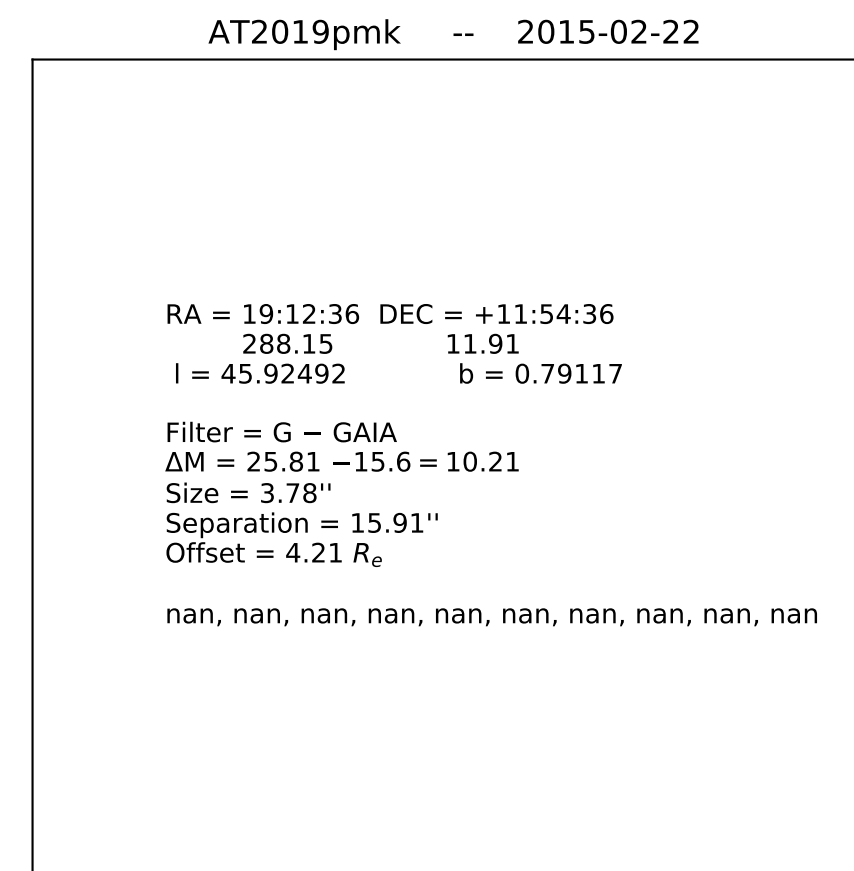 AT2019pmk -- 2015-02-22
RA = 19:12:36 DEC = +11:54:36
288.15 11.91
l = 45.92492 b = 0.79117
Filter = G − GAIA
ΔM = 25.81 −15.6 = 10.21
Size = 3.78''
Separation = 15.91''
Offset = 4.21 Rₑ
nan, nan, nan, nan, nan, nan, nan, nan, nan, nan